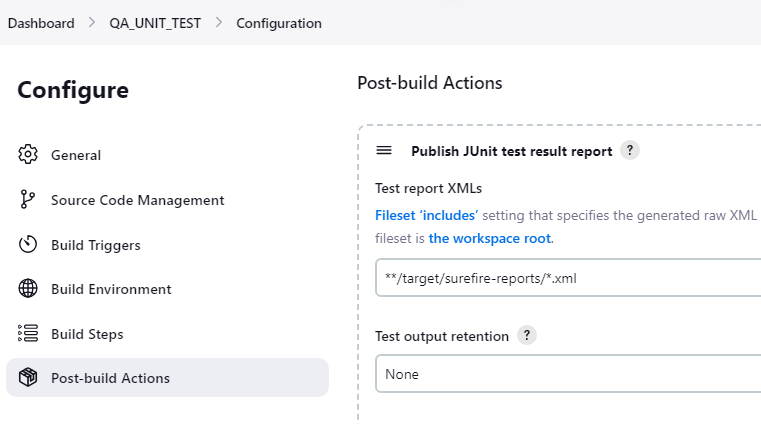 Dashboard > QA_UNIT_TEST > Configuration
Configure
General
Source Code Management
Build Triggers
Build Environment
Build Steps
Post-build Actions
Post-build Actions
Publish JUnit test result report ?
Test report XMLs
Fileset ‘includes’ setting that specifies the generated raw XML
fileset is the workspace root.
**/target/surefire-reports/*.xml
Test output retention ?
None